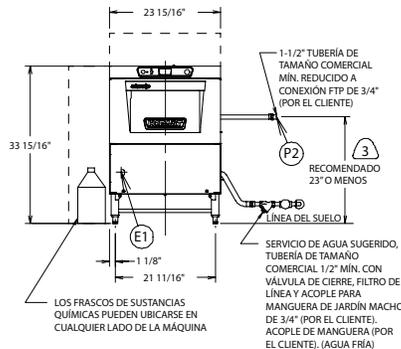 23 15/16"
1-1/2" TUBERÍA DE
TAMAÑO COMERCIAL
MÍN. REDUCIDO A
CONEXIÓN FTP DE 3/4"
(POR EL CLIENTE)
33 15/16"
P2
3
RECOMENDADO
23" O MENOS
E1
LÍNEA DEL SUELO
1 1/8"
21 11/16"
SERVICIO DE AGUA SUGERIDO,
TUBERÍA DE TAMAÑO
COMERCIAL 1/2" MÍN. CON
VÁLVULA DE CIERRE, FILTRO DE
LÍNEA Y ACOPLE PARA
MANGUERA DE JARDÍN MACHO
DE 3/4" (POR EL CLIENTE).
ACOPLE DE MANGUERA (POR
EL CLIENTE). (AGUA FRÍA)
LOS FRASCOS DE SUSTANCIAS
QUÍMICAS PUEDEN UBICARSE EN
CUALQUIER LADO DE LA MÁQUINA